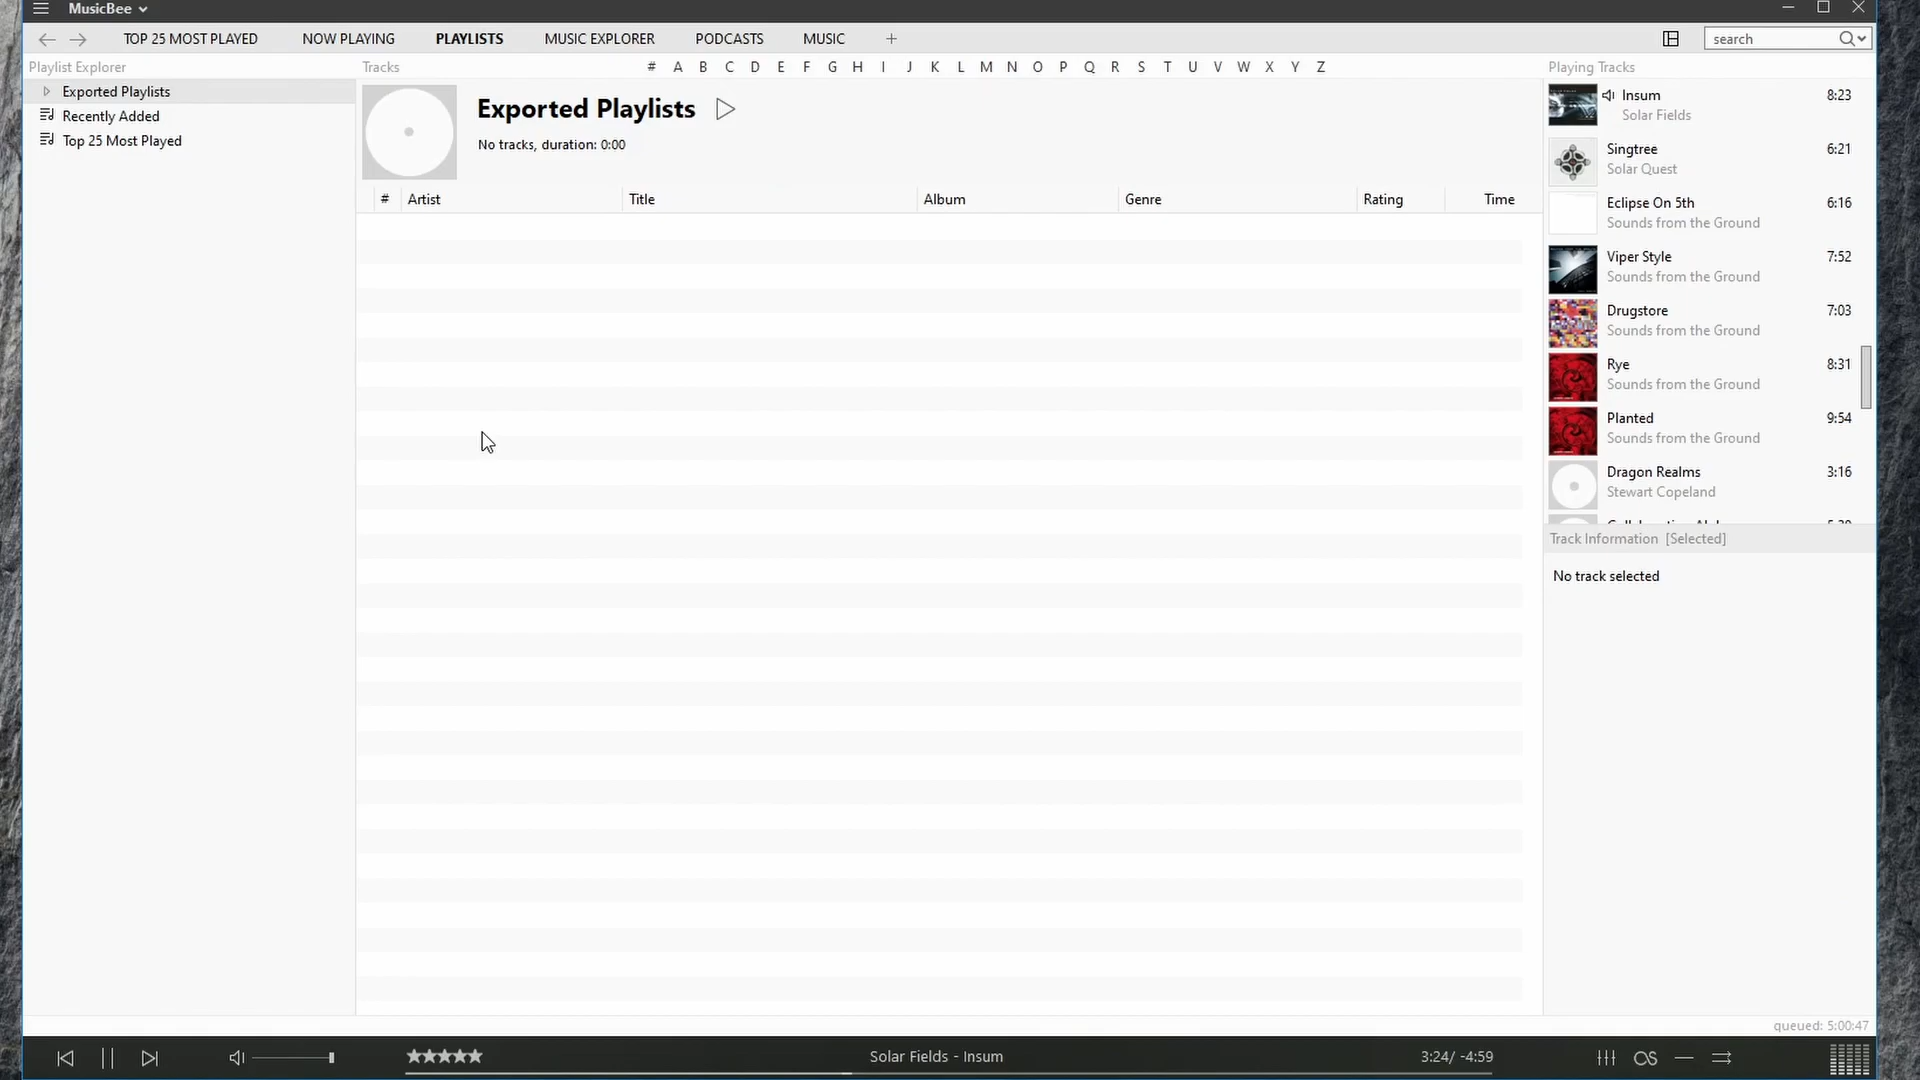 MusicBee
TOP 25 MOST PLAYED NOW PLAYING PLAYLISTS MUSIC EXPLORER PODCASTS MUSIC +
search
Playlist Explorer
Exported Playlists
Recently Added
Top 25 Most Played
Tracks
# A B C D E F G H I J K L M N O P Q R S T U V W X Y Z
Exported Playlists
No tracks, duration: 0:00
# Artist Title Album Genre Rating Time
Playing Tracks
Insum 8:23
Solar Fields
Singtree 6:21
Solar Quest
Eclipse On 5th 6:16
Sounds from the Ground
Viper Style 7:52
Sounds from the Ground
Drugstore 7:03
Sounds from the Ground
Rye 8:31
Sounds from the Ground
Planted 9:54
Sounds from the Ground
Dragon Realms 3:16
Stewart Copeland
Track Information [Selected]
No track selected
queued: 5:00:47
Solar Fields - Insum
3:24/ -4:59